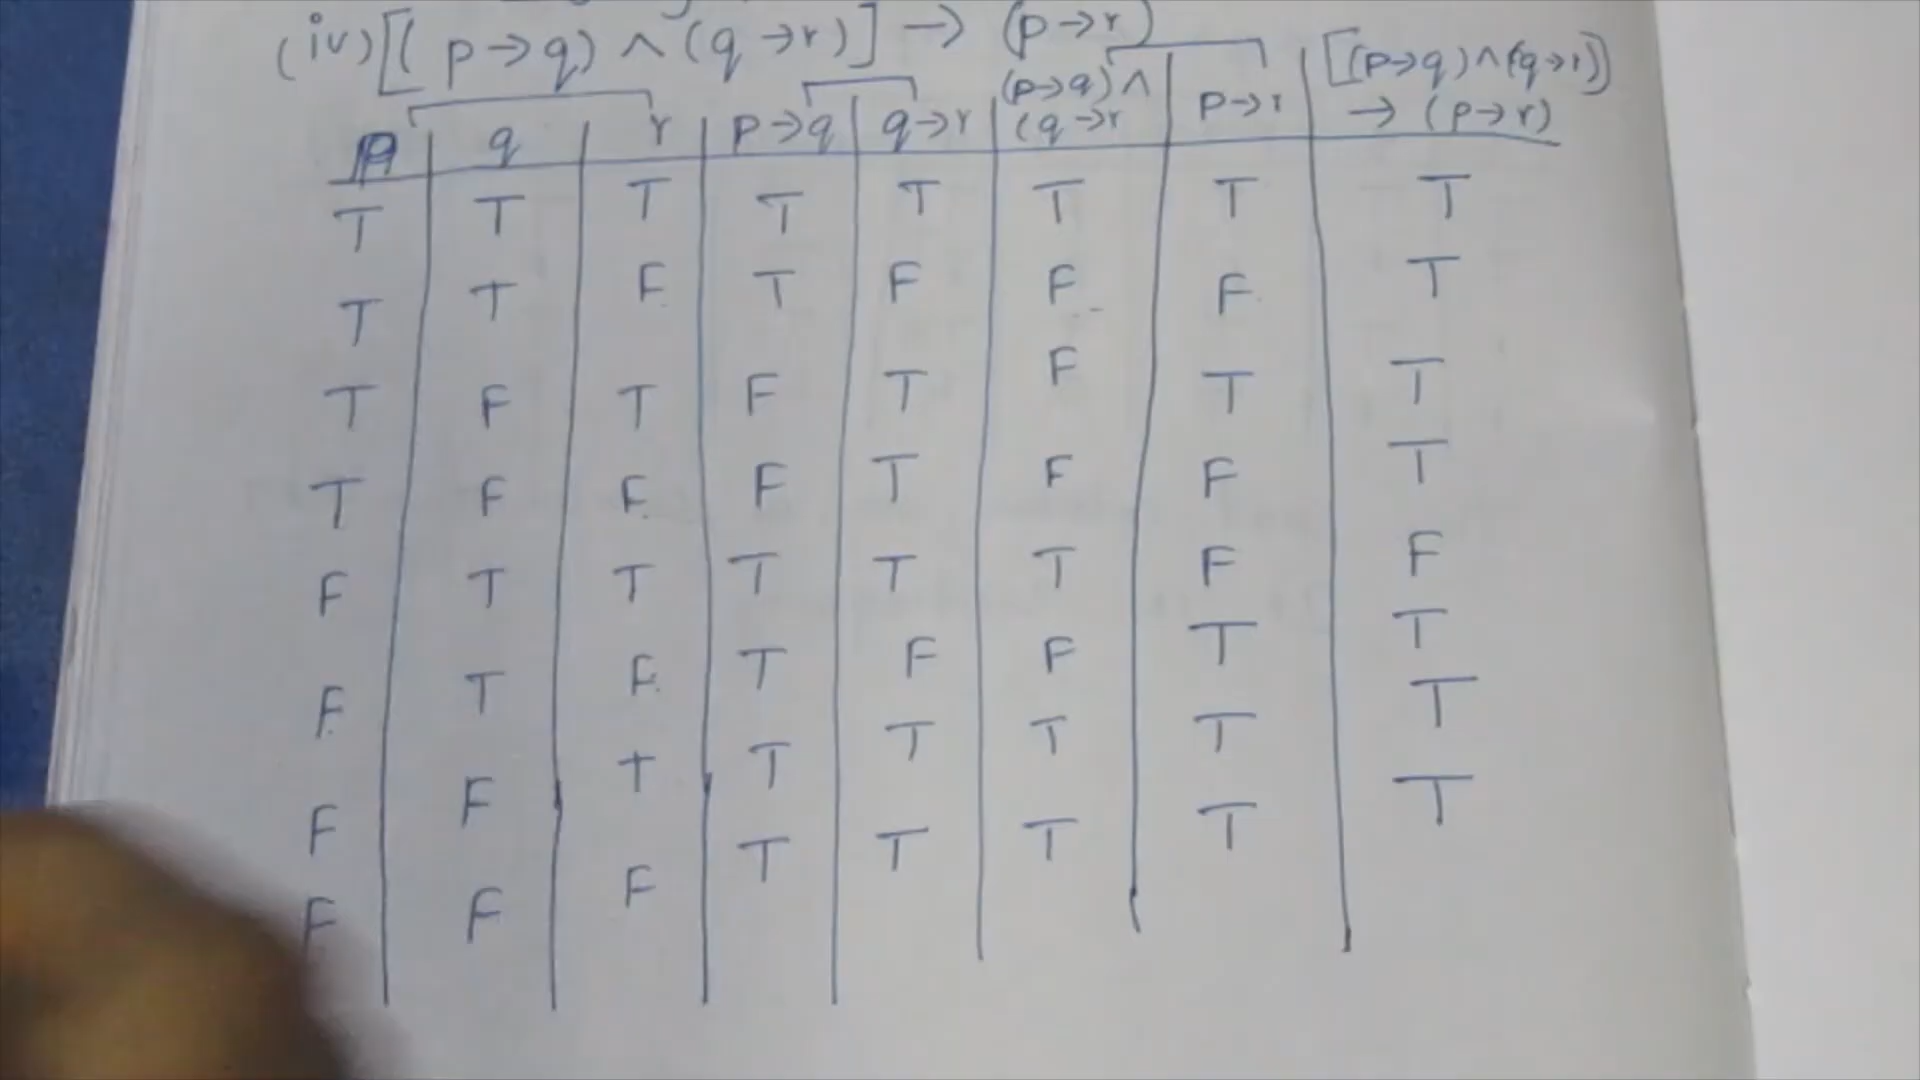 (iv) [(p→q) ∧ (q→r)] → (p→r)
p q r p→q q→r (p→q) ∧ (q→r p→r [(p→q) ∧ (q→r)] → (p→r)
T T T T T T T T
T T F T F F F T
T F T F T F T T
T F F F T F F T
F T T T T T F F
F T F T F F T T
F F T T T T T T
F F F T T T T T